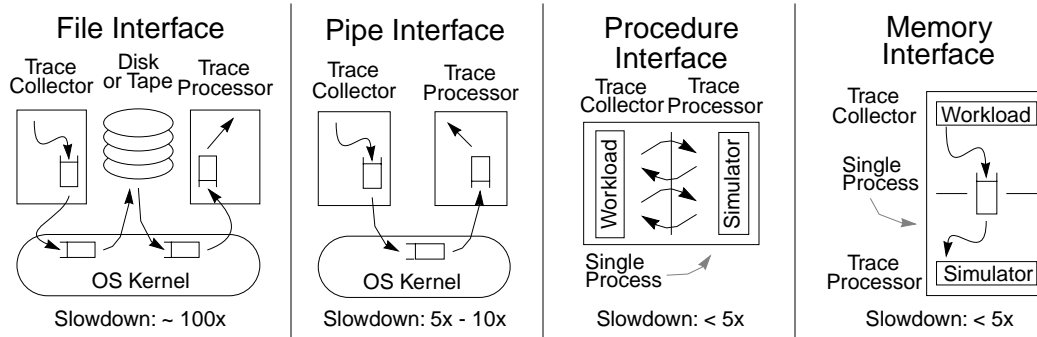 File Interface
Trace
Collector
Disk
or Tape
Trace
Processor
OS Kernel
Slowdown: ~ 100x
Pipe Interface
Trace
Collector
Trace
Processor
OS Kernel
Slowdown: 5x - 10x
Procedure
Interface
Trace
Collector
Trace
Processor
Workload
Simulator
Single
Process
Slowdown: < 5x
Memory
Interface
Trace
Collector
Workload
Single
Process
Trace
Processor
Simulator
Slowdown: < 5x